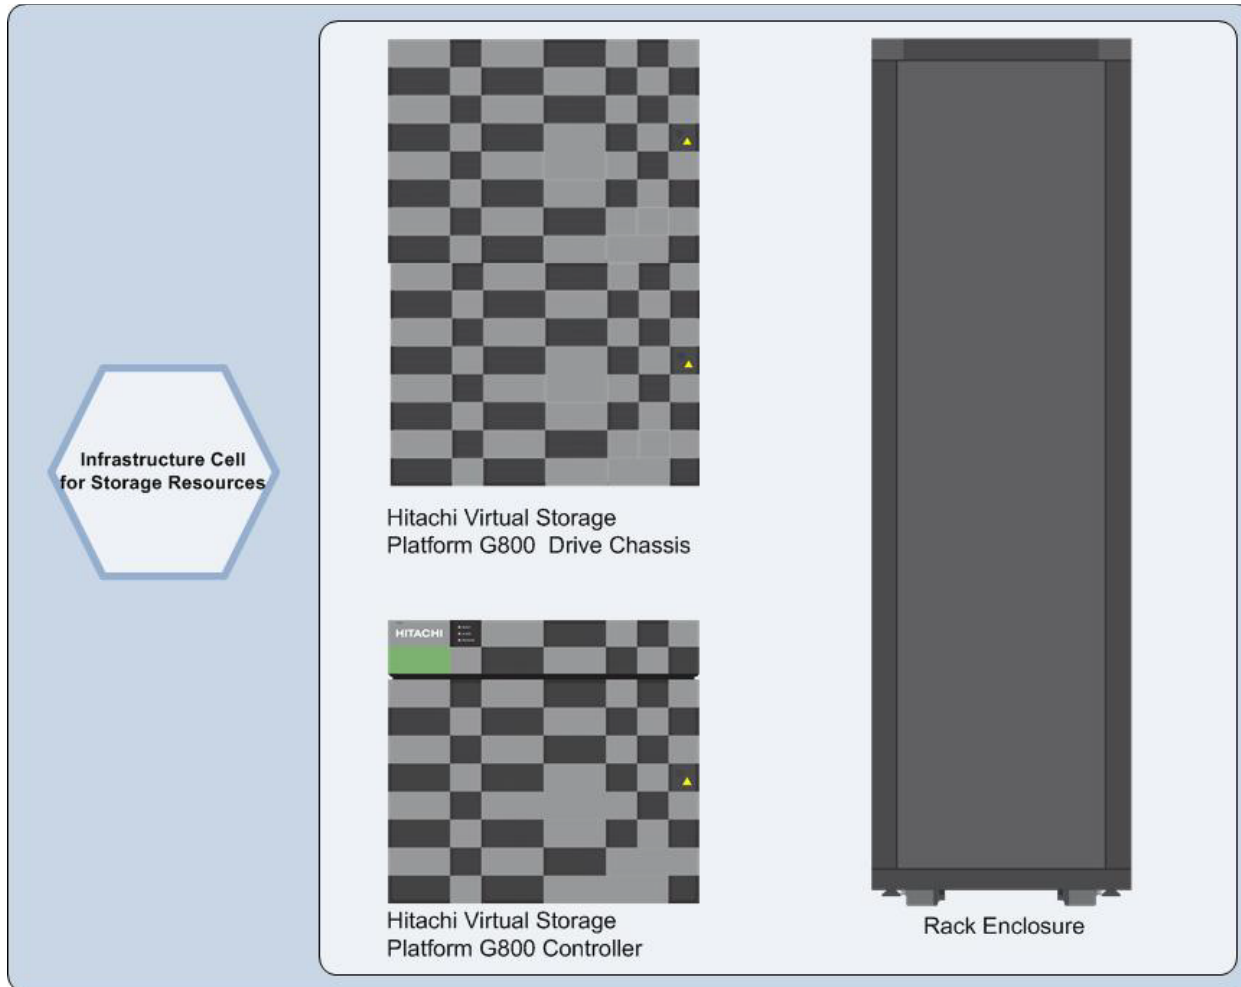 Infrastructure Cell
for Storage Resources
Hitachi Virtual Storage
Platform G800  Drive Chassis
HITACHI
Hitachi Virtual Storage
Platform G800 Controller
Rack Enclosure